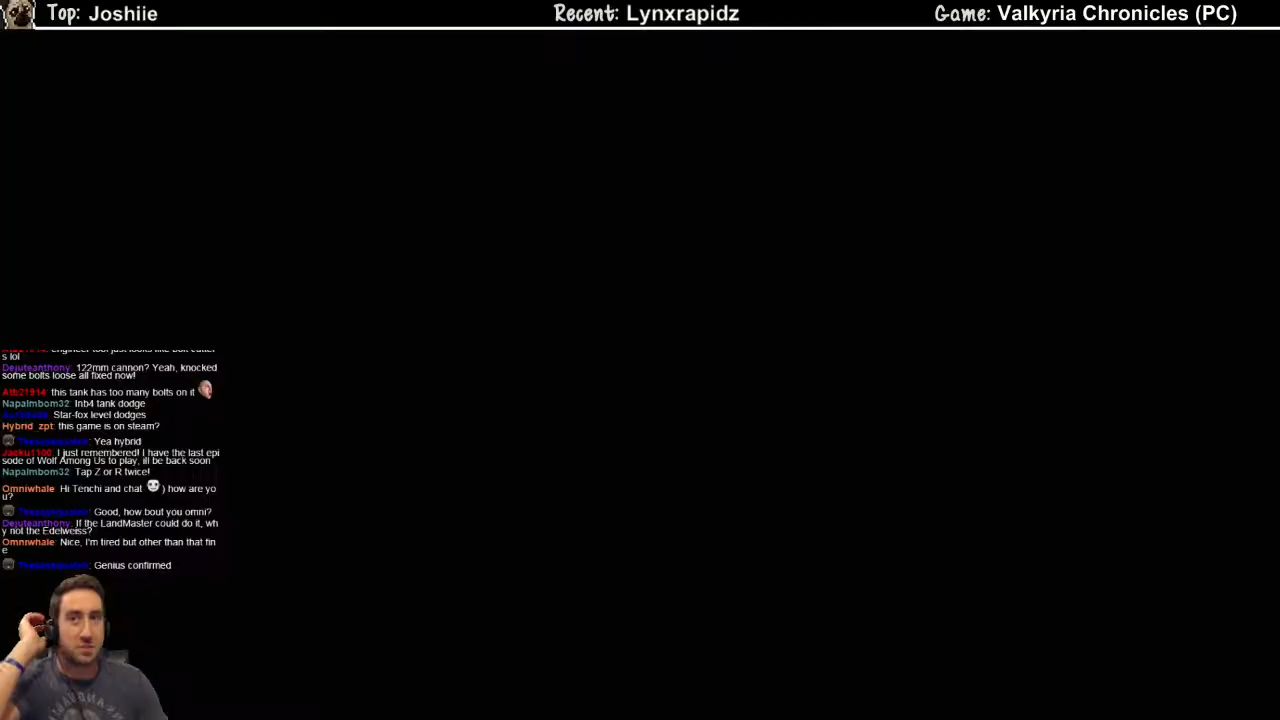 Top: Joshiie
Recent: Lynxrapidz
Game: Valkyria Chronicles (PC)
s lol
Dejuteanthony: 122mm cannon? Yeah, knocked
some bolts loose all fixed now!
Atb21914: this tank has too many bolts on it
Napalmbom32: Inb4 tank dodge
Star-fox level dodges
Hybrid_zpt: this game is on steam?
Yea hybrid
Jacku1100: I just remembered! I have the last epi
sode of Wolf Among Us to play, ill be back soon
Napalmbom32: Tap Z or R twice!
Omniwhale: Hi Tenchi and chat ) how are yo
u?
Good, how bout you omni?
Dejuteanthony: If the LandMaster could do it, wh
y not the Edelweiss?
Omniwhale: Nice, I'm tired but other than that fin
e
Genius confirmed